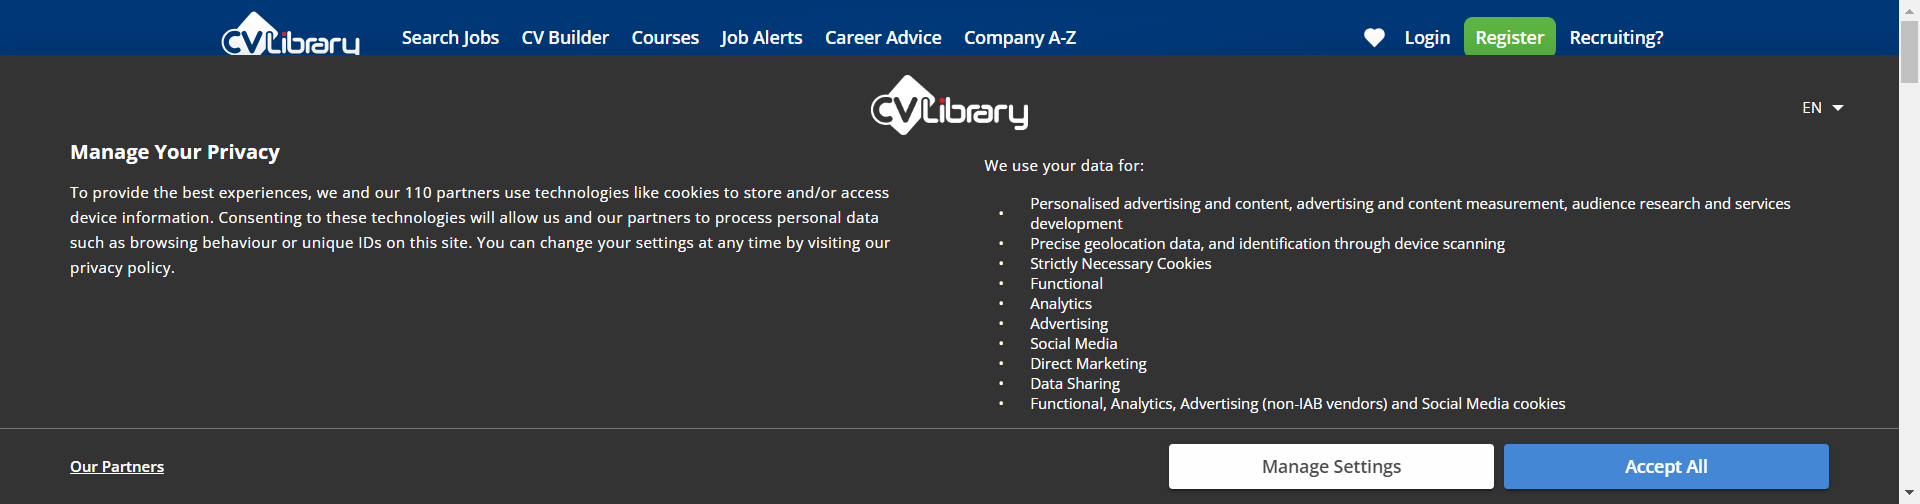 CVLibrary
Search Jobs
CV Builder
Courses
Job Alerts
Career Advice
Company A-Z
Login
Register
Recruiting?
CVLibrary
EN
Manage Your Privacy
To provide the best experiences, we and our 110 partners use technologies like cookies to store and/or access
device information. Consenting to these technologies will allow us and our partners to process personal data
such as browsing behaviour or unique IDs on this site. You can change your settings at any time by visiting our
privacy policy.
We use your data for:
• Personalised advertising and content, advertising and content measurement, audience research and services
development
• Precise geolocation data, and identification through device scanning
• Strictly Necessary Cookies
• Functional
• Analytics
• Advertising
• Social Media
• Direct Marketing
• Data Sharing
• Functional, Analytics, Advertising (non-IAB vendors) and Social Media cookies
Our Partners
Manage Settings
Accept All